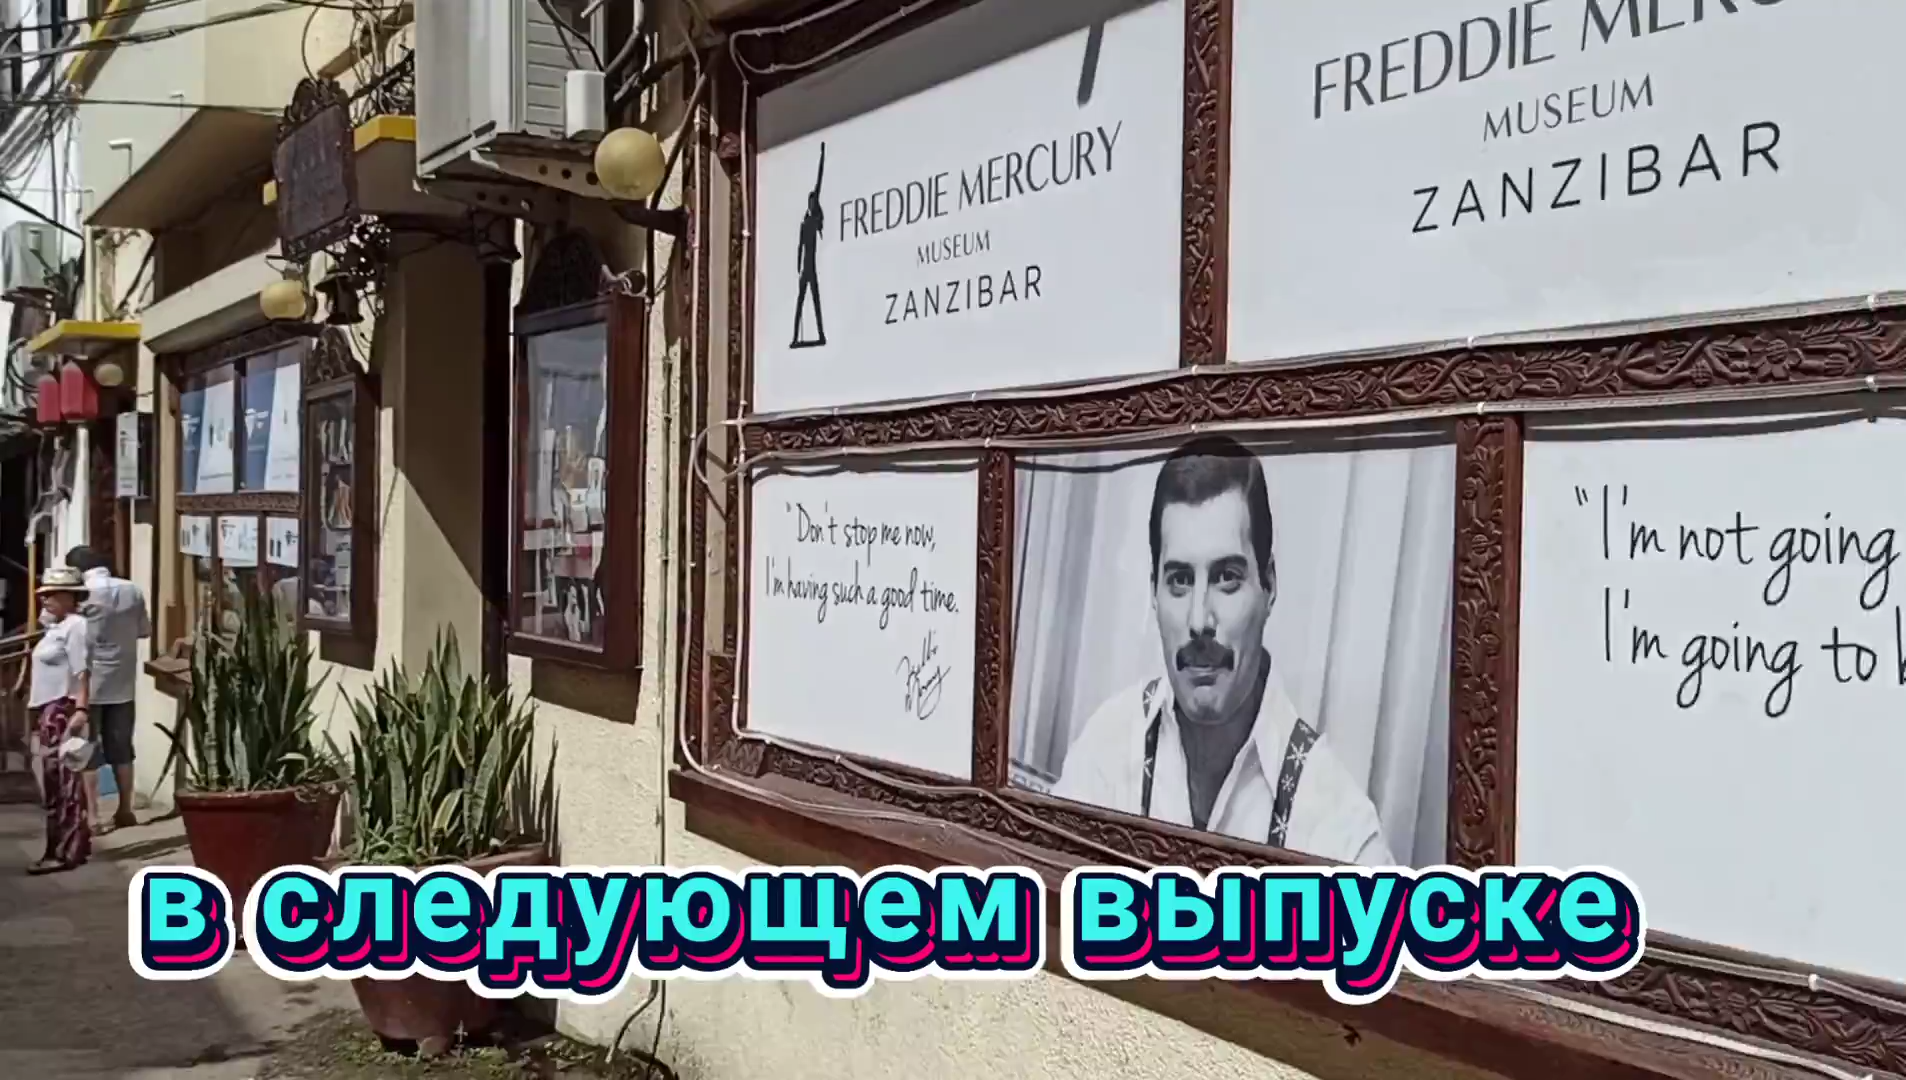 FREDDIE MERCURY
MUSEUM
ZANZIBAR
FREDDIE
MUSEUM
ZANZIBAR
"Don't stop me now,
I'm having such a good time.
"I'm not going
I'm going to
в следующем выпуске